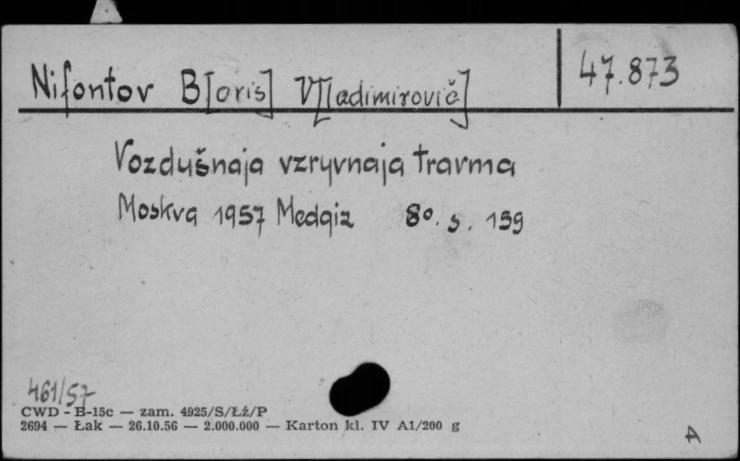 Nifontov B[oris] V[ladimirovič] 47.873
Vozdušnaja vzryvnaja travma
Moskva 1957 Medgiz 8°. s. 159
461/57
CWD - B-15c — zam. 4925/S/Łź/P
2694 — Łak — 26.10.56 — 2.000.000 — Karton kl. IV A1/200 g
A